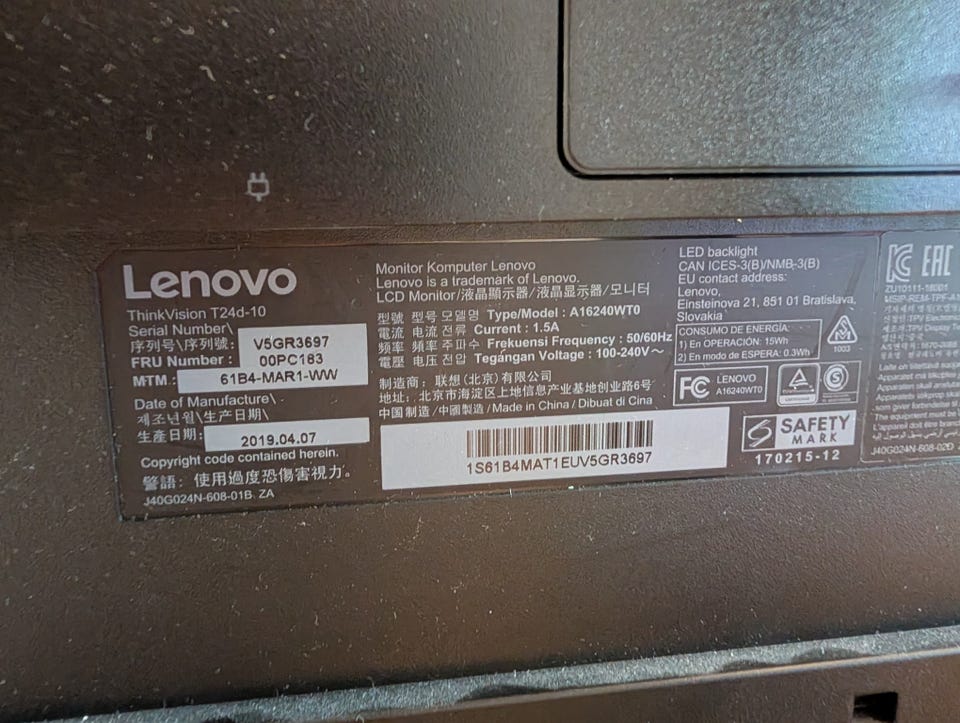 Lenovo
ThinkVision T24d-10
Serial Number\
序列号\序列號: V5GR3697
FRU Number : 00PC183
MTM : 61B4-MAR1-WW
Date of Manufacture\
제조년월\生产日期\
生產日期: 2019.04.07
Copyright code contained herein.
警語: 使用過度恐傷害視力。
J40G024N-608-01B ZA
Monitor Komputer Lenovo
Lenovo is a trademark of Lenovo.
LCD Monitor/液晶顯示器/液晶显示器/모니터
型號 型号 모델명 Type/Model : A16240WT0
電流 电流 전류 Current : 1.5A
頻率 频率 주파수 Frekuensi Frequency : 50/60Hz
電壓 电压 전압 Tegángan Voltage : 100-240V~
制造商: 联想(北京)有限公司
地址: 北京市海淀区上地信息产业基地创业路6号
中国制造/中國製造/Made in China/Dibuat di Cina
1S61B4MAT1EUV5GR3697
LED backlight
CAN ICES-3(B)/NMB-3(B)
EU contact address:
Lenovo,
Einsteinova 21, 851 01 Bratislava,
Slovakia
CONSUMO DE ENERGÍA:
1) En OPERACIÓN: 15Wh
2) En modo de ESPERA: 0.3Wh
1003
FC LENOVO
A16240WT0
S SAFETY
MARK
170215-12
EAC
ZU10111-18001
J40G024N-608-02D